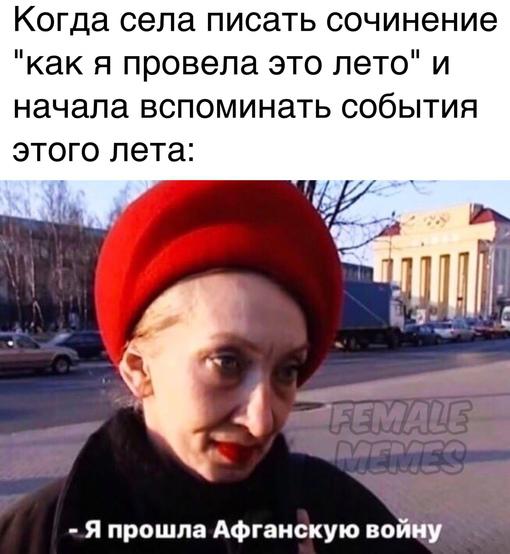 Когда села писать сочинение
"как я провела это лето" и
начала вспоминать события
этого лета:
FEMALE
MEMES
- Я прошла Афганскую войну